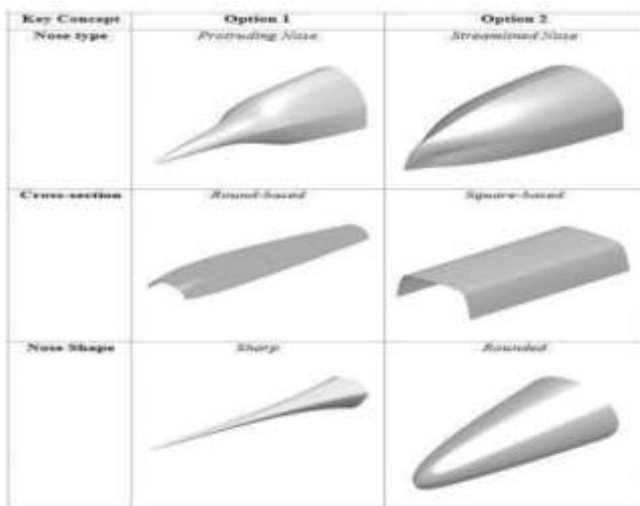 Key Concept Option 1 Option 2
Nose type Protruding Nose Streamlined Nose
Cross-section Round-based Square-based
Nose Shape Sharp Rounded